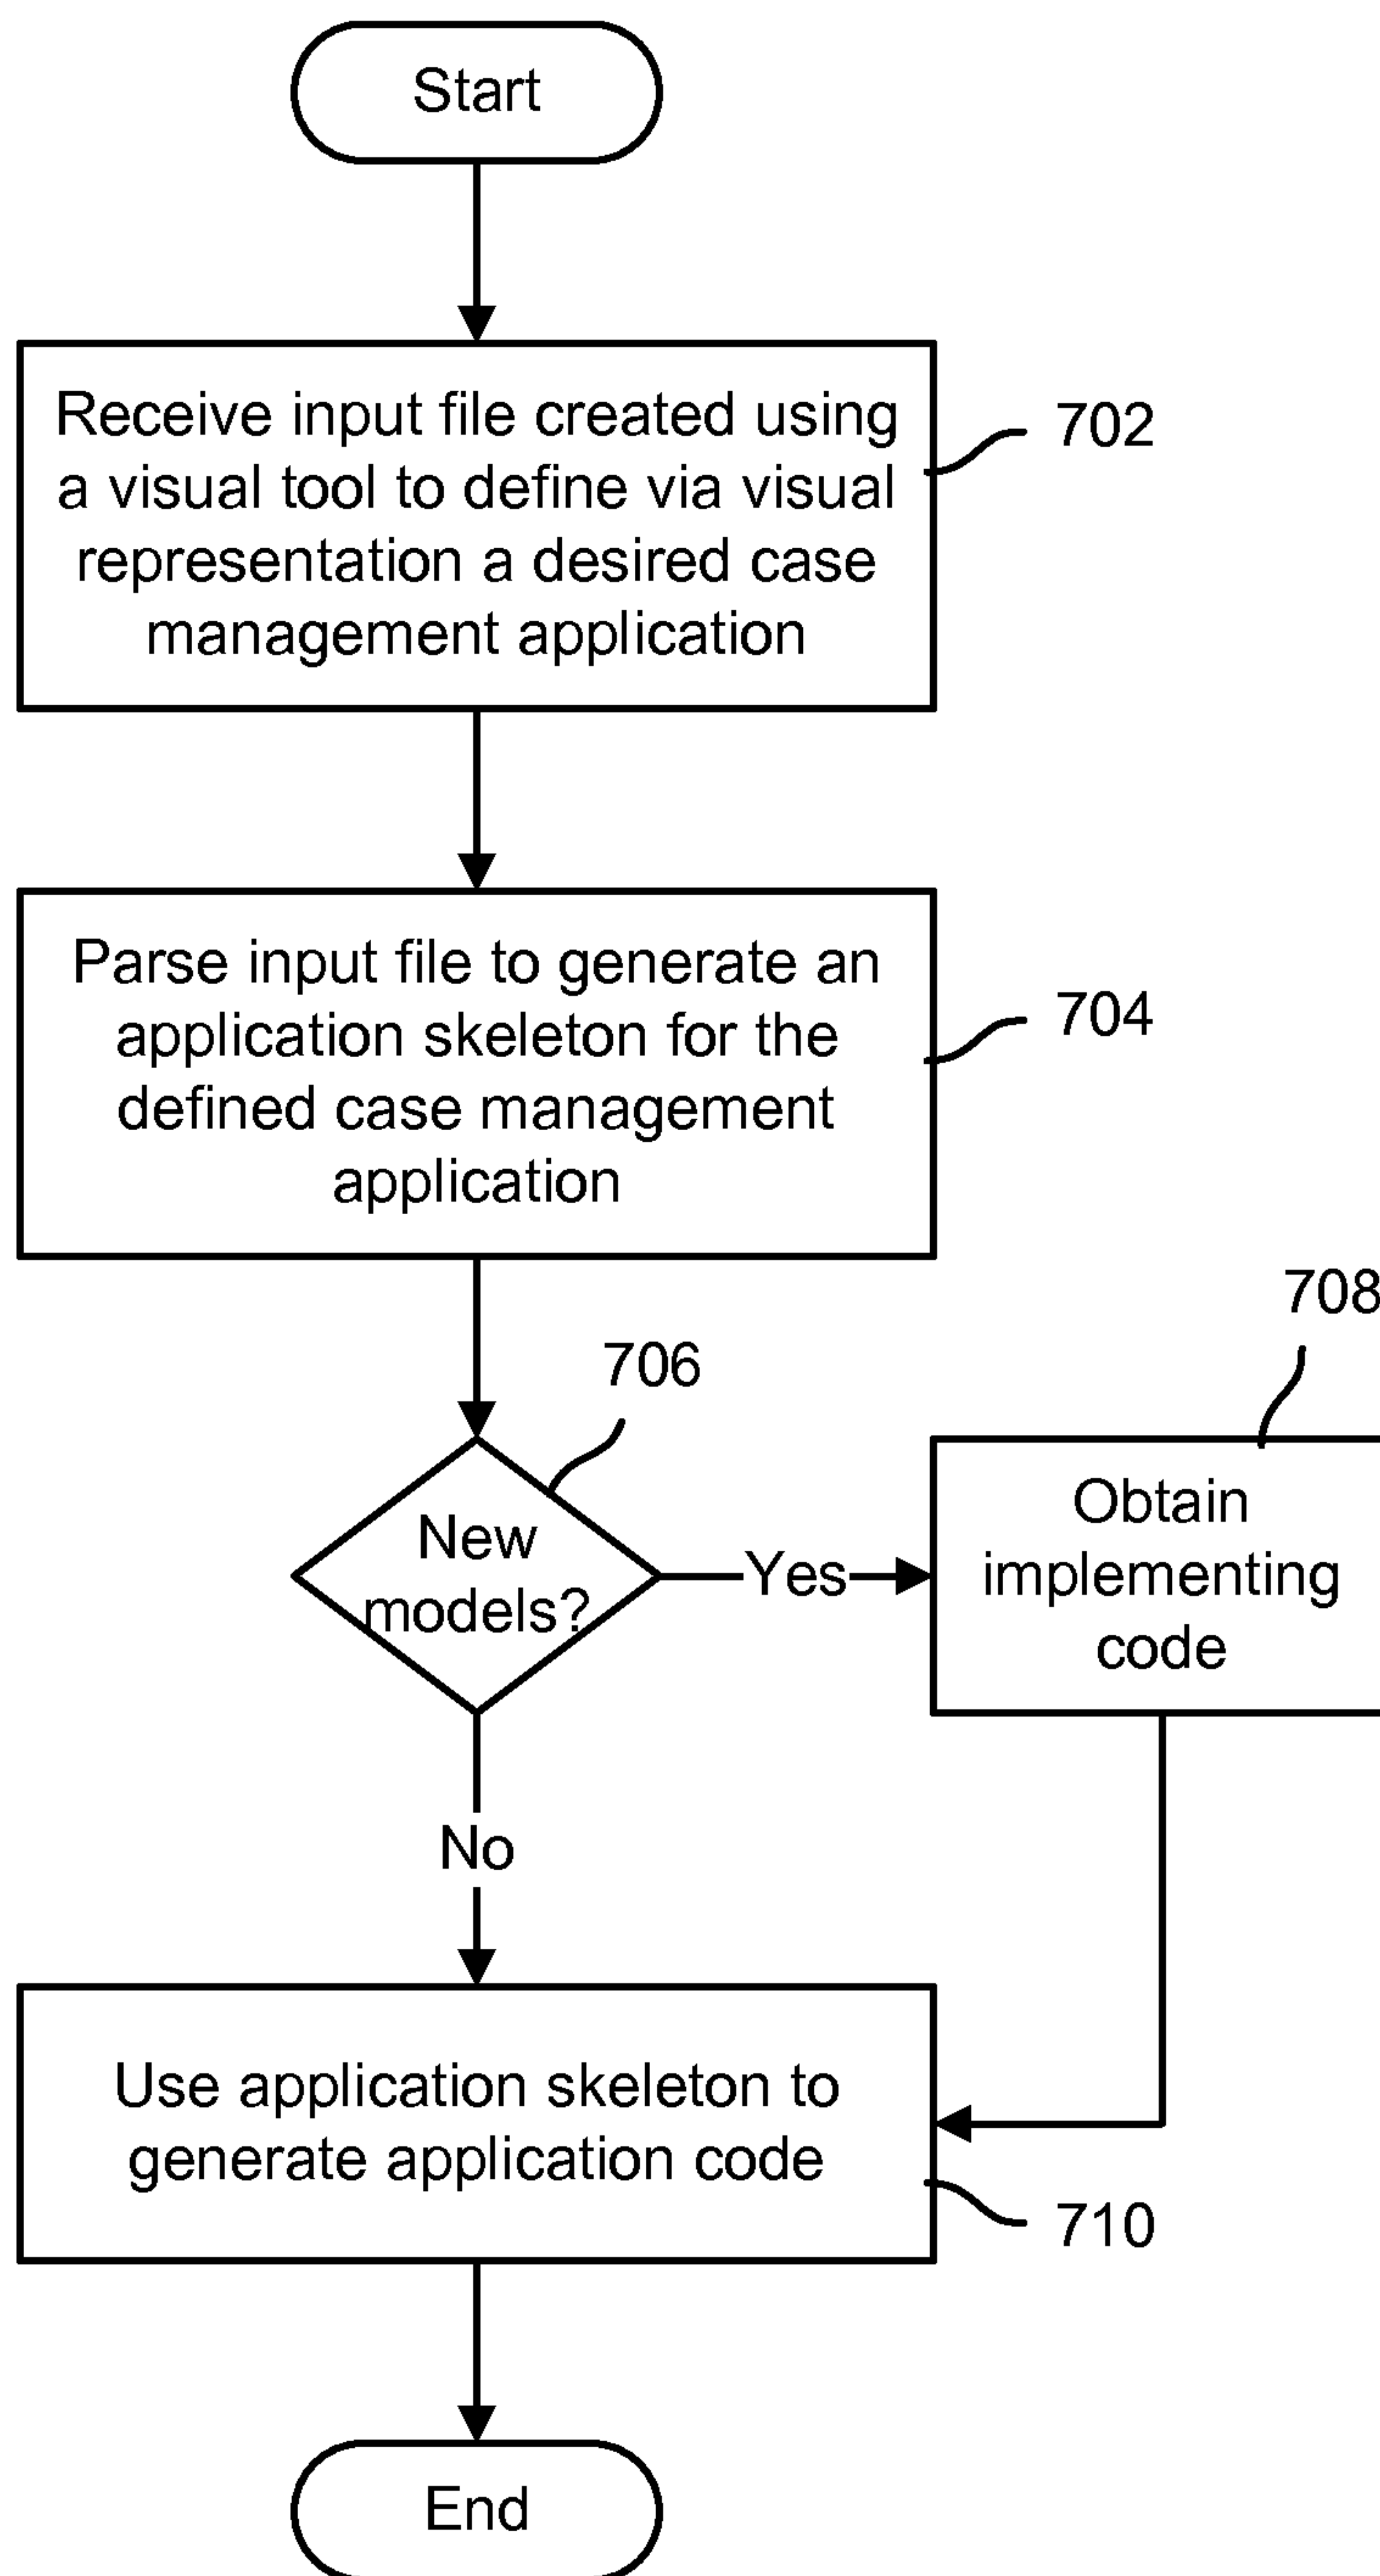 Start
Receive input file created using
a visual tool to define via visual
representation a desired case
management application
702
Parse input file to generate an
application skeleton for the
defined case management
application
704
706
New
models?
Yes
708
Obtain
implementing
code
No
Use application skeleton to
generate application code
710
End